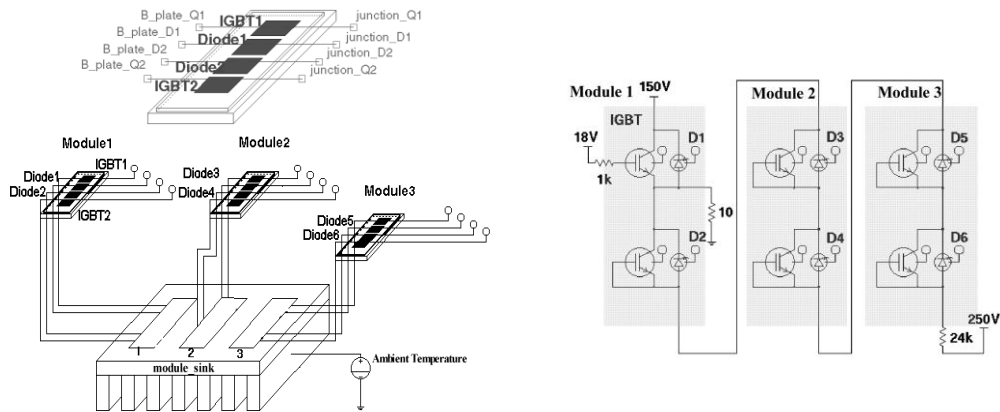 B_plate_Q1
IGBT1
junction_Q1
B_plate_D1
Diode1
junction_D1
B_plate_D2
Diode2
junction_D2
B_plate_Q2
IGBT2
junction_Q2
Module1
Diode1
IGBT1
Diode2
IGBT2
Module2
Diode3
Diode4
Module3
Diode5
Diode6
1
2
3
module_sink
Ambient Temperature
Module 1
150V
IGBT
18V
1k
D1
10
D2
Module 2
D3
D4
Module 3
D5
D6
250V
24k